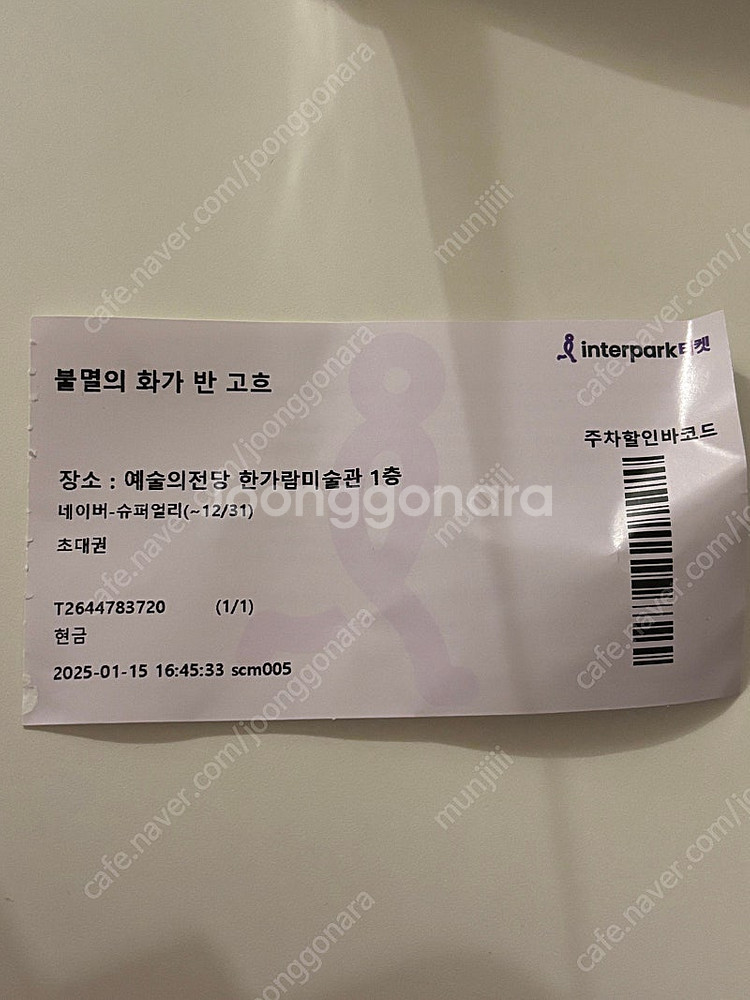 interpark티켓
불멸의 화가 반 고흐
주차할인바코드
장소 : 예술의전당 한가람미술관 1층
네이버-슈퍼얼리(~12/31)
초대권
T2644783720 (1/1)
현금
2025-01-15 16:45:33 scm005
joonggonara
cafe.naver.com/joonggonara
munjiiii